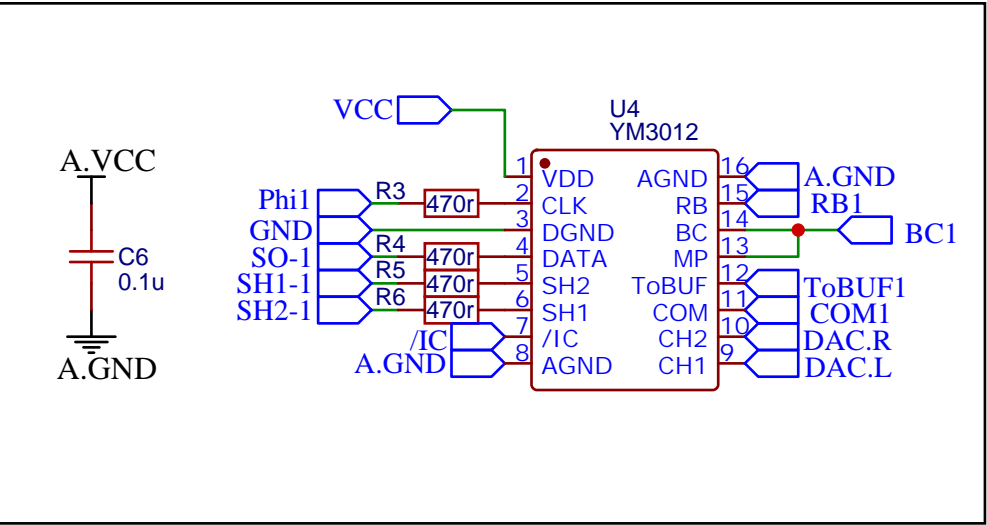 VCC
U4
YM3012
A.VCC
C6
0.1u
A.GND
Phi1
R3
470r
GND
SO-1
R4
470r
SH1-1
R5
470r
SH2-1
R6
470r
/IC
A.GND
1 VDD
2 CLK
3 DGND
4 DATA
5 SH2
6 SH1
7 /IC
8 AGND
AGND 16 A.GND
RB 15 RB1
BC 14 BC1
MP 13
ToBUF 12 ToBUF1
COM 11 COM1
CH2 10 DAC.R
CH1 9 DAC.L